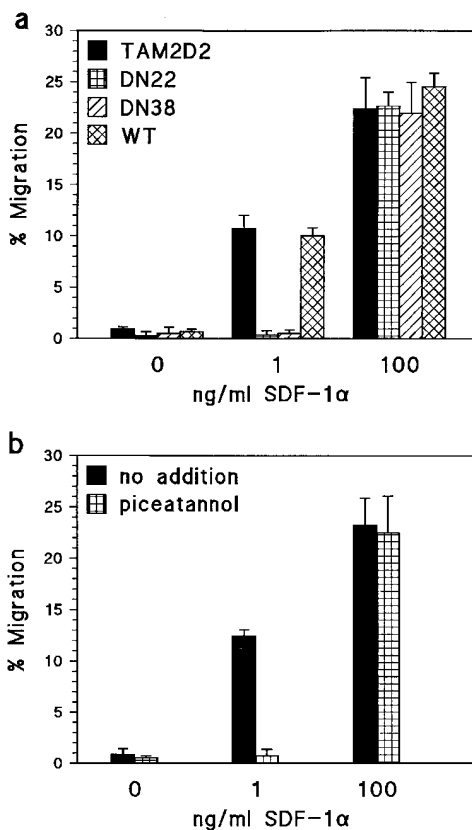 a
30
25
20
15
10
5
0
% Migration
TAM2D2
DN22
DN38
WT
0 1 100
ng/ml SDF-1α
b
30
25
20
15
10
5
0
% Migration
no addition
piceatannol
0 1 100
ng/ml SDF-1α